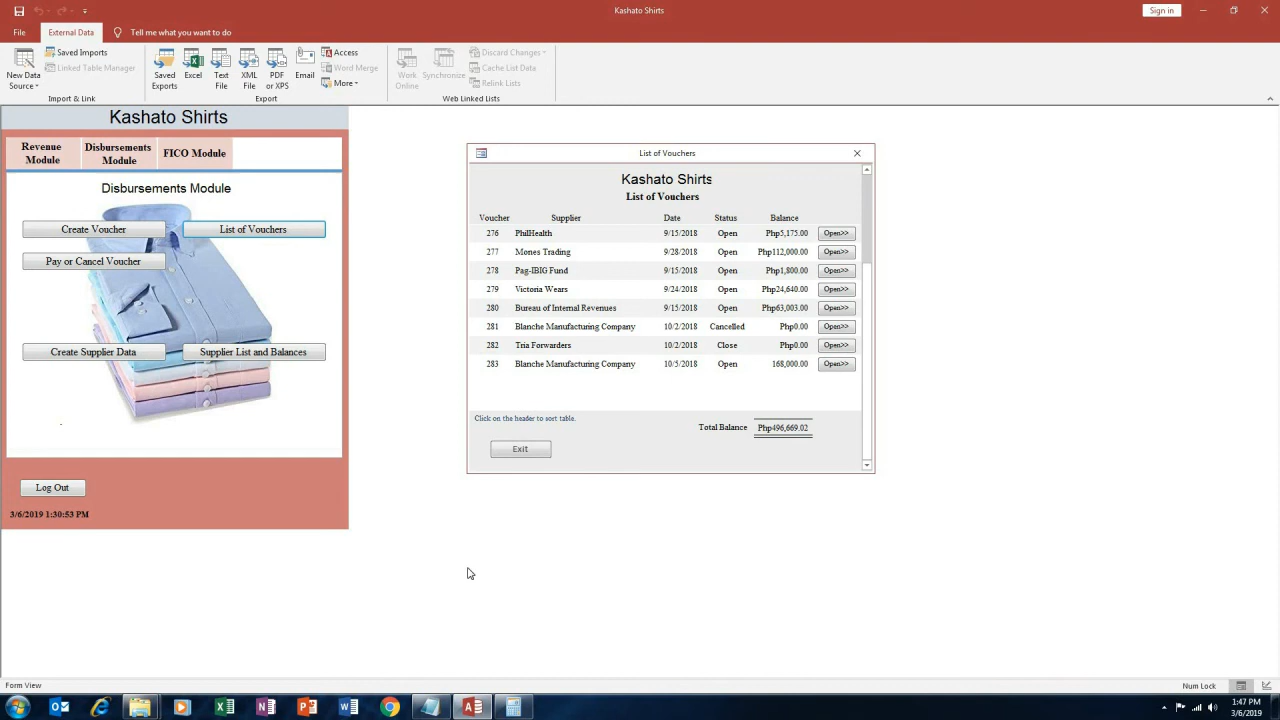 Kashato Shirts
Sign in
File
External Data
Tell me what you want to do
New Data Source
Saved Imports
Linked Table Manager
Import & Link
Saved Exports
Excel
Text File
XML File
PDF or XPS
Email
Access
Word Merge
More
Export
Work Online
Synchronize
Discard Changes
Cache List Data
Relink Lists
Web Linked Lists
Kashato Shirts
Revenue Module
Disbursements Module
FICO Module
Disbursements Module
Create Voucher
List of Vouchers
Pay or Cancel Voucher
Create Supplier Data
Supplier List and Balances
Log Out
3/6/2019 1:30:53 PM
List of Vouchers
Kashato Shirts
List of Vouchers
Voucher Supplier Date Status Balance
276 PhilHealth 9/15/2018 Open Php5,175.00 Open>>
277 Mones Trading 9/28/2018 Open Php112,000.00 Open>>
278 Pag-IBIG Fund 9/15/2018 Open Php1,800.00 Open>>
279 Victoria Wears 9/24/2018 Open Php24,640.00 Open>>
280 Bureau of Internal Revenues 9/15/2018 Open Php63,003.00 Open>>
281 Blanche Manufacturing Company 10/2/2018 Cancelled Php0.00 Open>>
282 Tria Forwarders 10/2/2018 Close Php0.00 Open>>
283 Blanche Manufacturing Company 10/5/2018 Open 168,000.00 Open>>
Click on the header to sort table.
Total Balance Php496,669.02
Exit
Form View
Num Lock
1:47 PM
3/6/2019